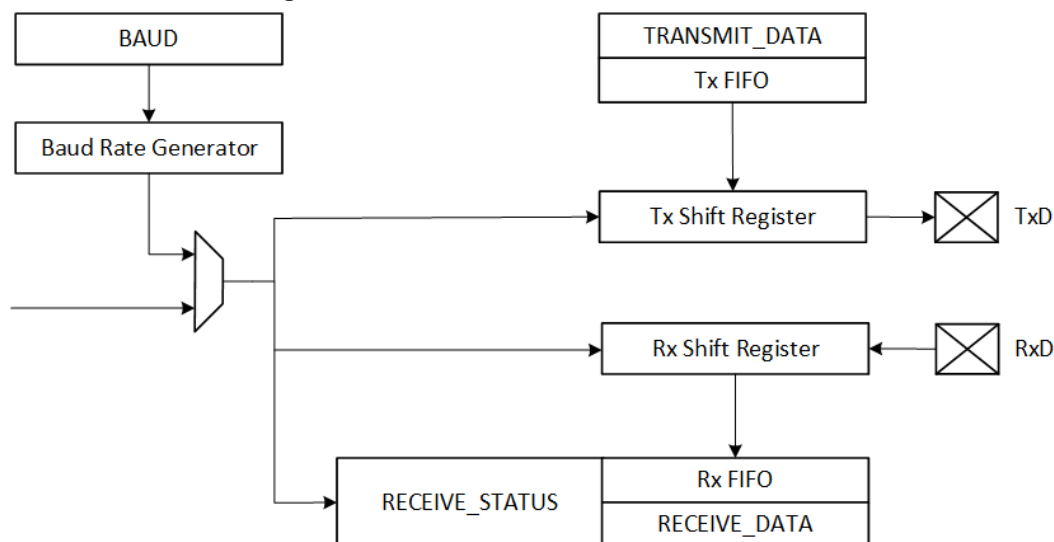 BAUD
TRANSMIT_DATA
Tx FIFO
Baud Rate Generator
Tx Shift Register
TxD
Rx Shift Register
RxD
RECEIVE_STATUS
Rx FIFO
RECEIVE_DATA